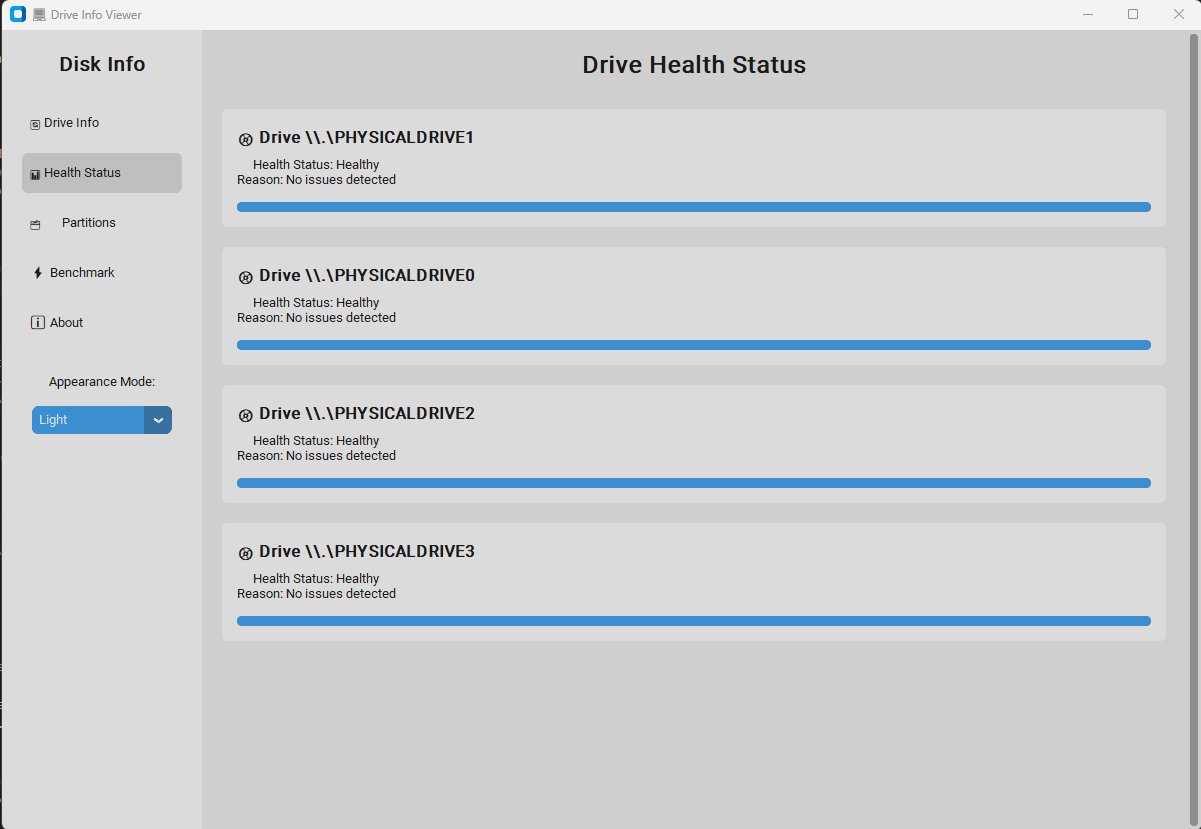 Drive Info Viewer
Disk Info
Drive Info
Health Status
Partitions
Benchmark
About
Appearance Mode:
Light
Drive Health Status
Drive \\.\PHYSICALDRIVE1
Health Status: Healthy
Reason: No issues detected
Drive \\.\PHYSICALDRIVE0
Health Status: Healthy
Reason: No issues detected
Drive \\.\PHYSICALDRIVE2
Health Status: Healthy
Reason: No issues detected
Drive \\.\PHYSICALDRIVE3
Health Status: Healthy
Reason: No issues detected